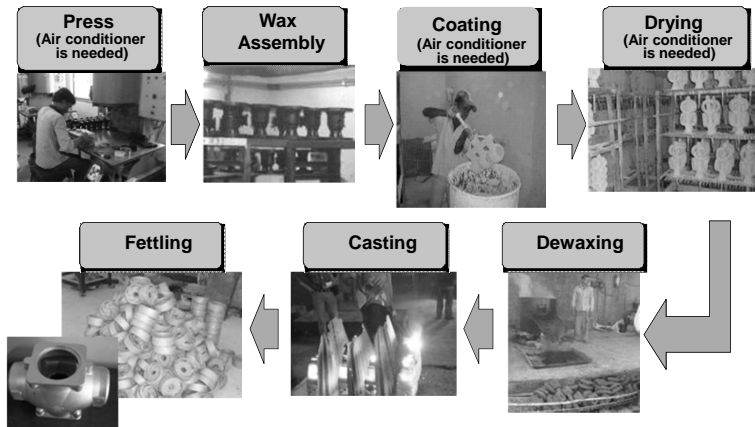 Press
(Air conditioner
is needed)
Wax
Assembly
Coating
(Air conditioner
is needed)
Drying
(Air conditioner
is needed)
Dewaxing
Casting
Fettling